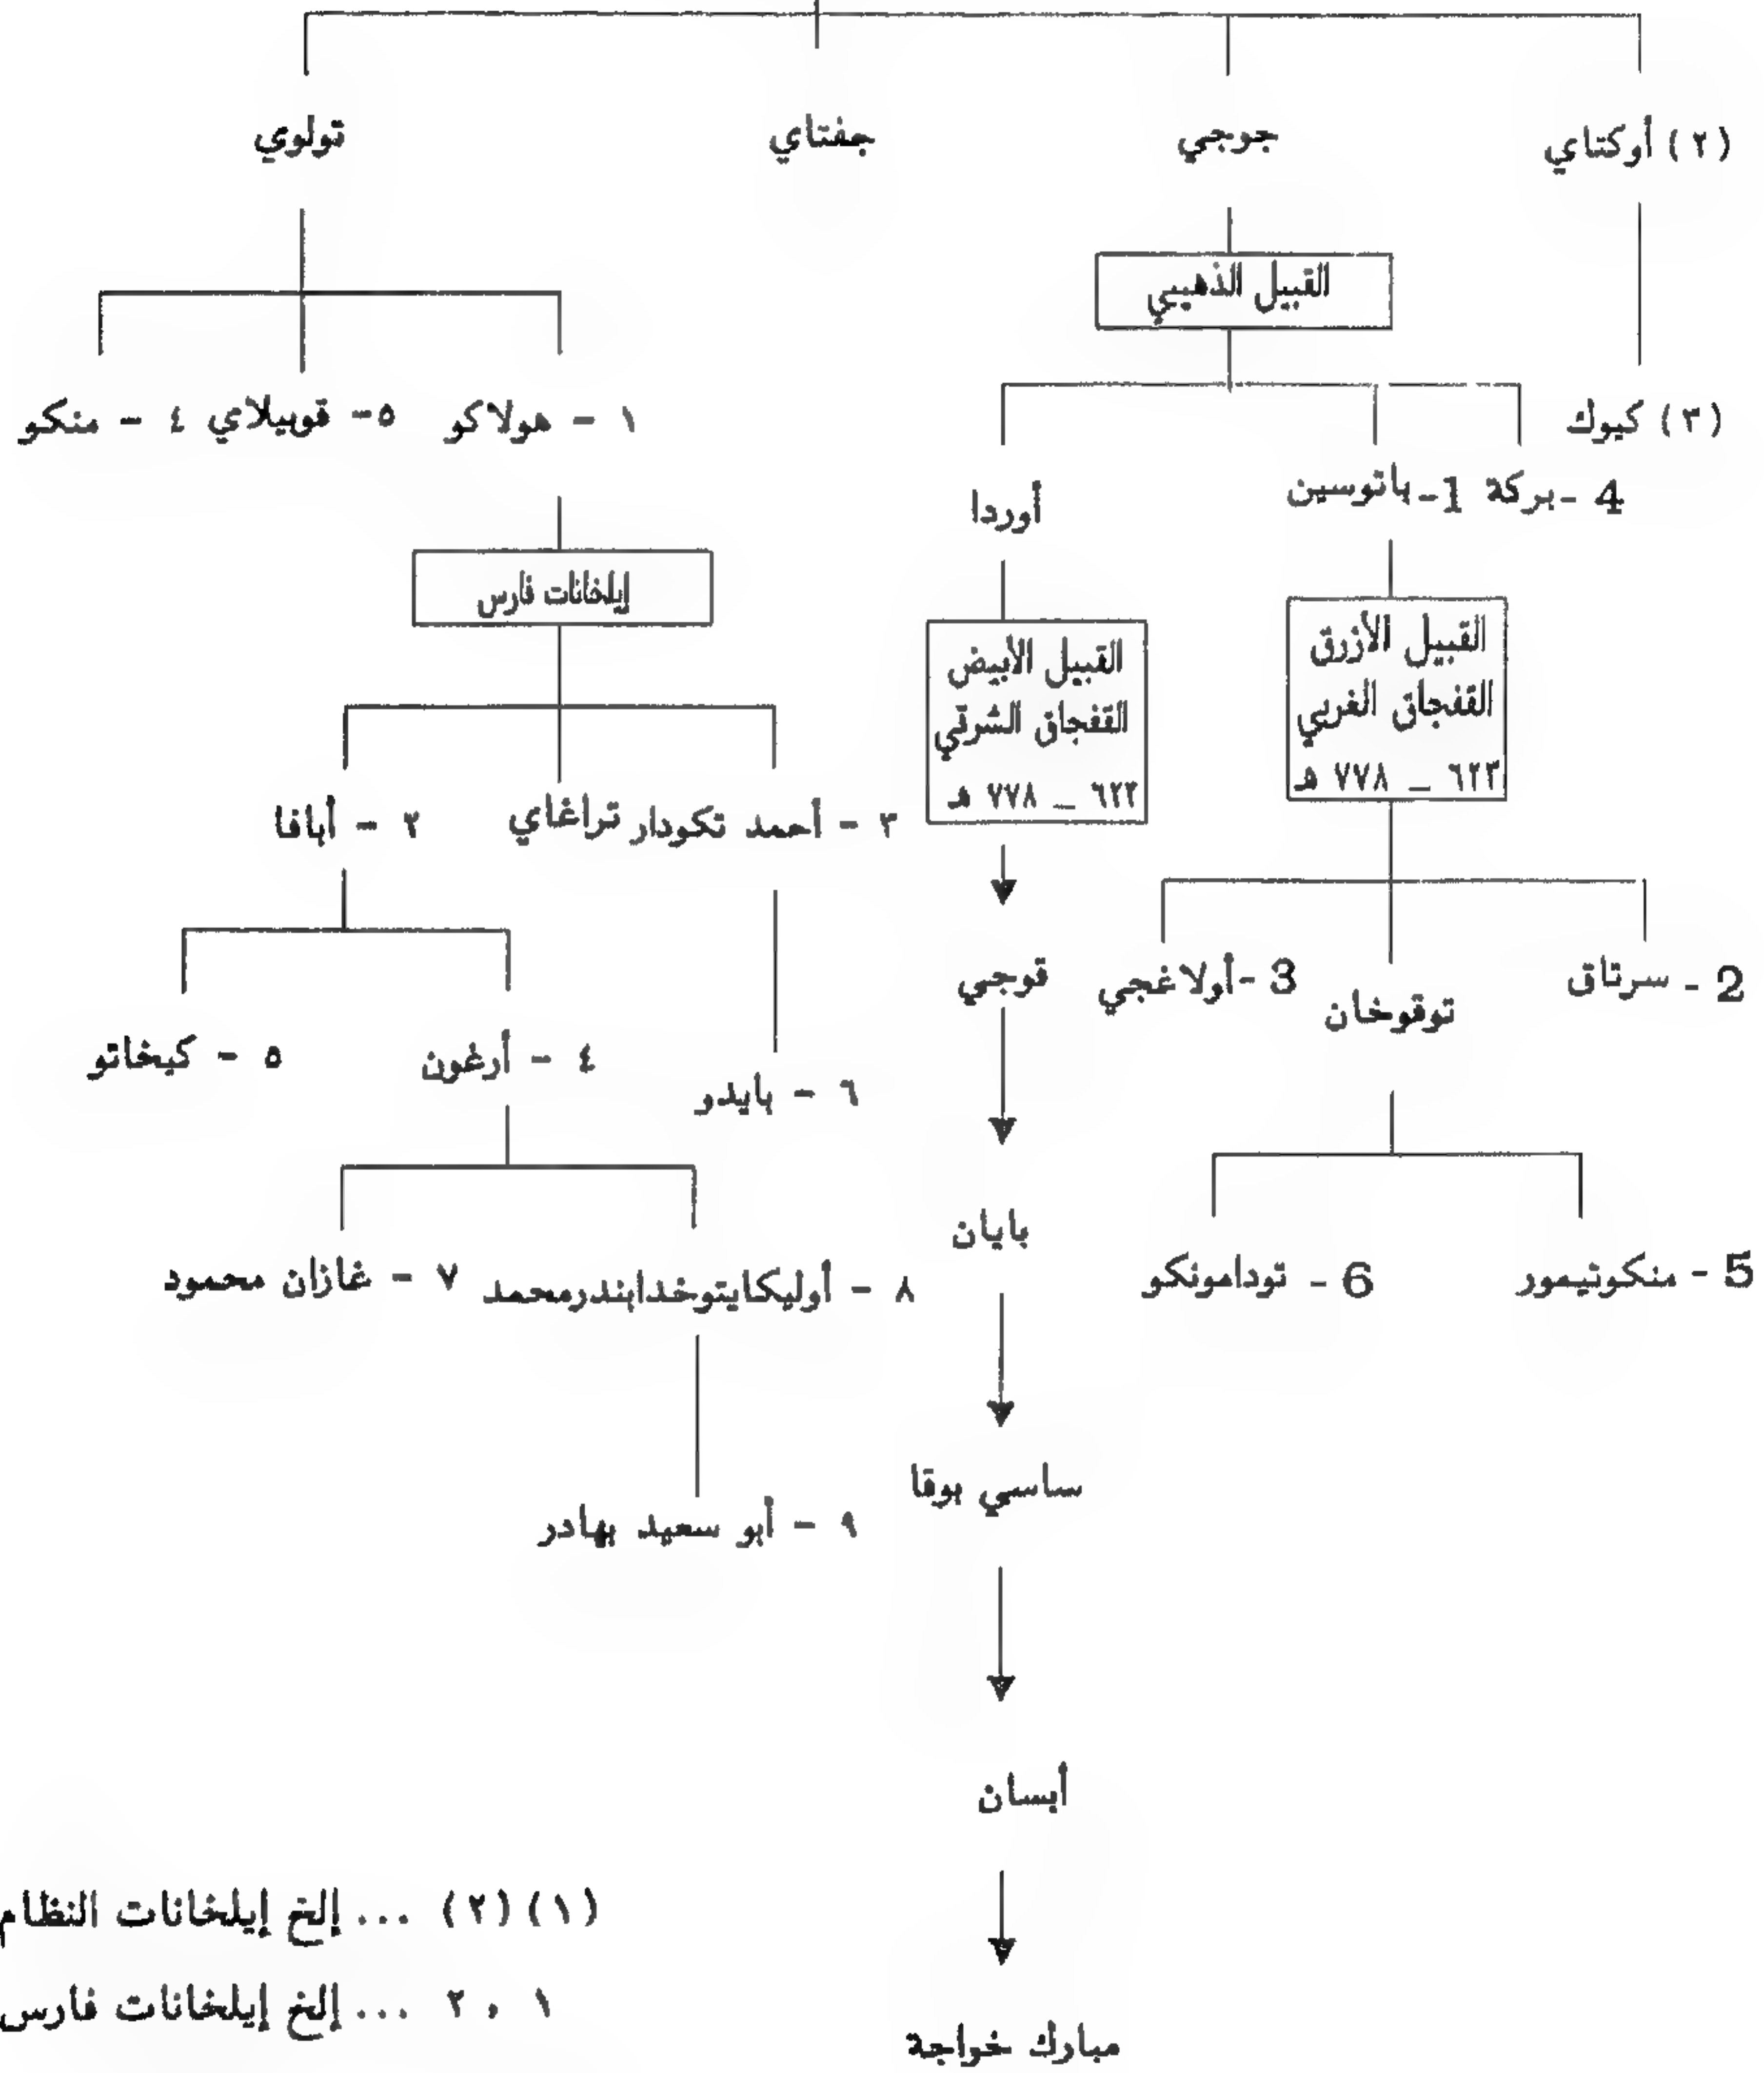 (٢) أوكتاي
جوجي
جفتاي
تولوي
القبيل الذهبي
(٣) كيوك
١ - هولاكو
٥- قوبيلاي
٤ - منكو
4 - بركة
1- باتوسين
أوردا
إيلخانات فارس
القبيل الأزرق
القفجاق الغربي
٦٢٣ _ ٧٧٨ هـ
القبيل الأبيض
القفجاق الشرقي
٦٢٣ _ ٧٧٨ هـ
٣ - أحمد تكودار
تراغاي
٢ - أبافا
2 - سرتاق
توقوخان
3 - أولاغجي
قوجي
٦ - بايدو
٤ - أرغون
٥ - كيخاتو
5 - منكوتيمور
6 - تودامونكو
بايان
٨ - أوليكايتوخدابندرمحمد
٧ - غازان محمود
ساسي بوقا
٩ - أبو سعيد بهادر
أبسان
مبارك خواجة
(١) (٢) ... إلخ إيلخانات النظام
١ ، ٢ ... إلخ إيلخانات فارس